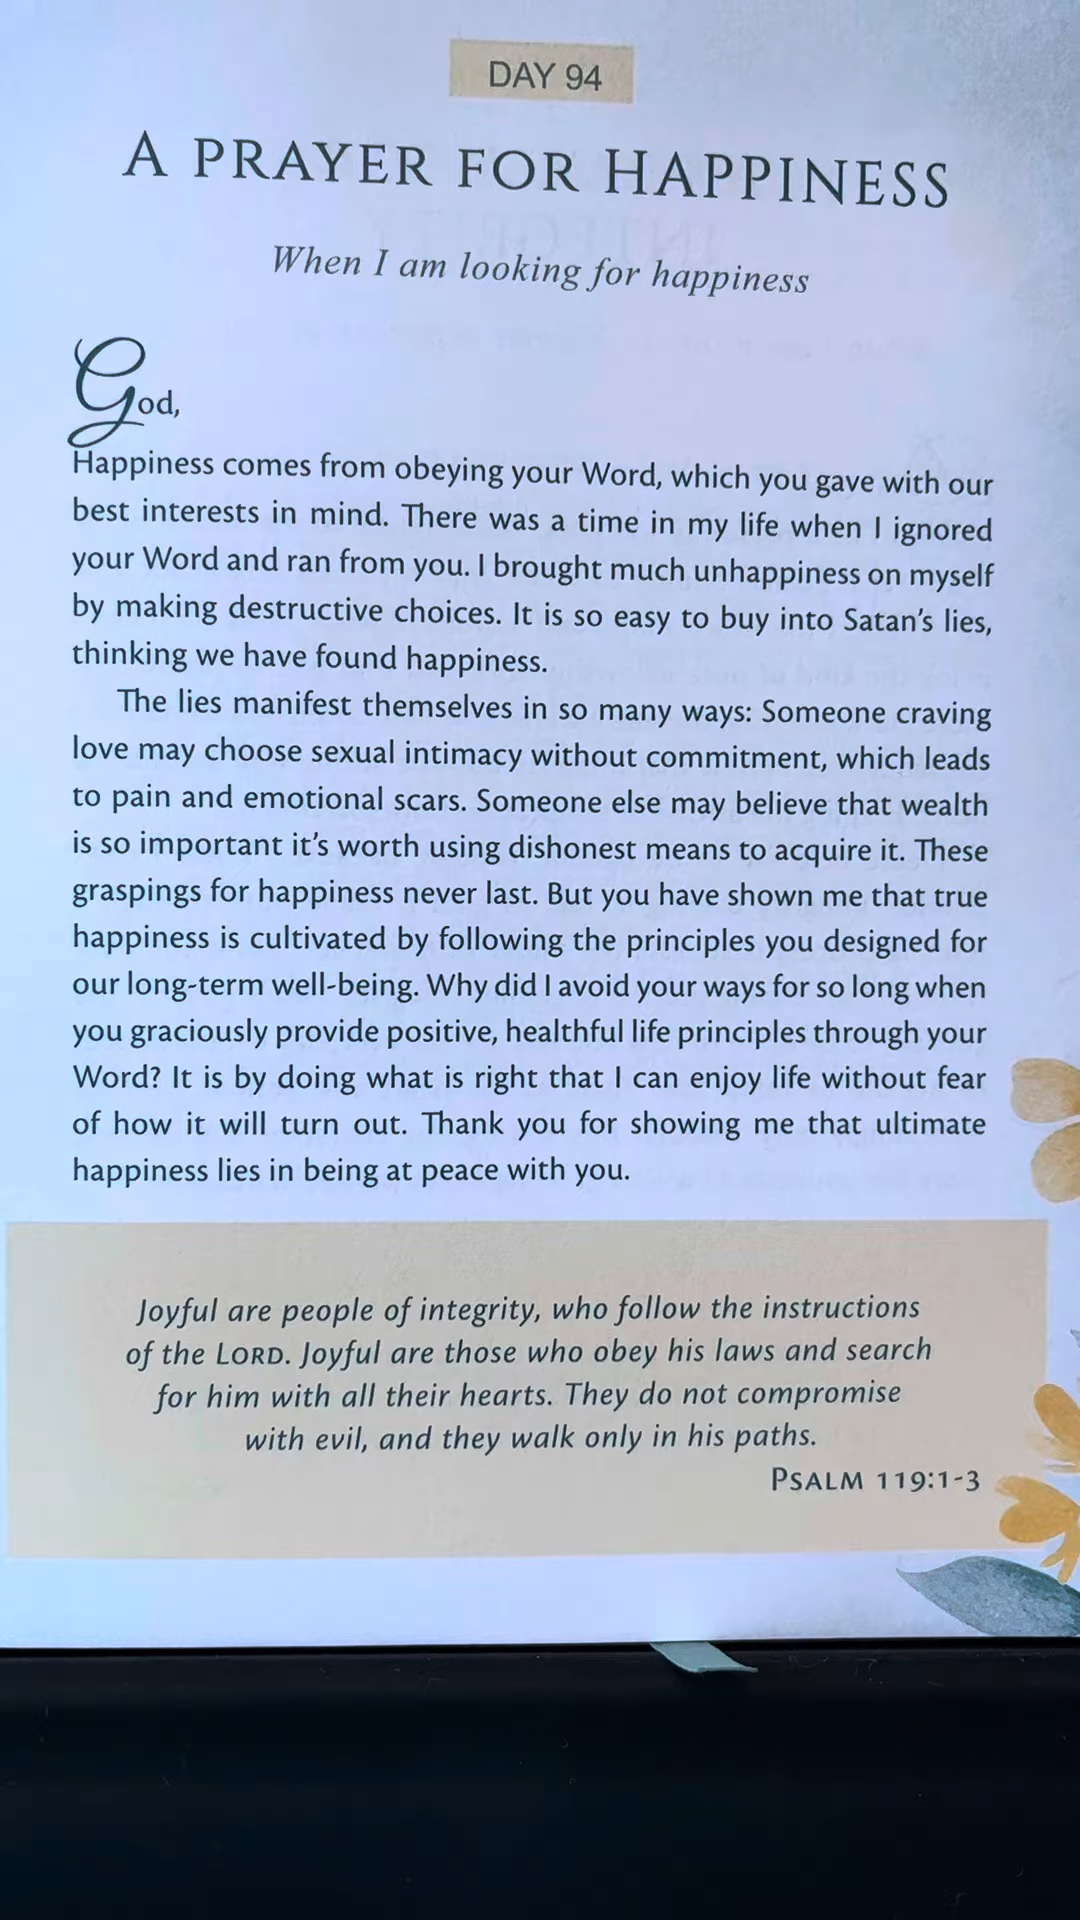 DAY 94
A PRAYER FOR HAPPINESS
When I am looking for happiness
God,
Happiness comes from obeying your Word, which you gave with our
best interests in mind. There was a time in my life when I ignored
your Word and ran from you. I brought much unhappiness on myself
by making destructive choices. It is so easy to buy into Satan’s lies,
thinking we have found happiness.
The lies manifest themselves in so many ways: Someone craving
love may choose sexual intimacy without commitment, which leads
to pain and emotional scars. Someone else may believe that wealth
is so important it’s worth using dishonest means to acquire it. These
graspings for happiness never last. But you have shown me that true
happiness is cultivated by following the principles you designed for
our long-term well-being. Why did I avoid your ways for so long when
you graciously provide positive, healthful life principles through your
Word? It is by doing what is right that I can enjoy life without fear
of how it will turn out. Thank you for showing me that ultimate
happiness lies in being at peace with you.
Joyful are people of integrity, who follow the instructions
of the LORD. Joyful are those who obey his laws and search
for him with all their hearts. They do not compromise
with evil, and they walk only in his paths.
PSALM 119:1-3